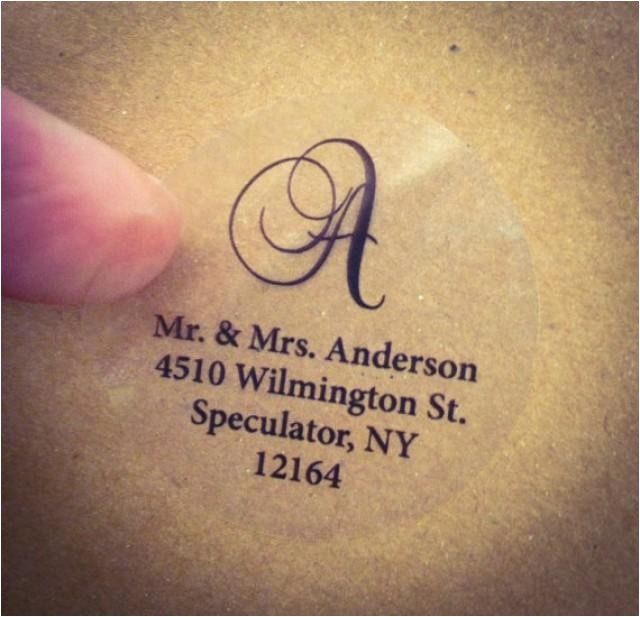 A
Mr. & Mrs. Anderson
4510 Wilmington St.
Speculator, NY
12164